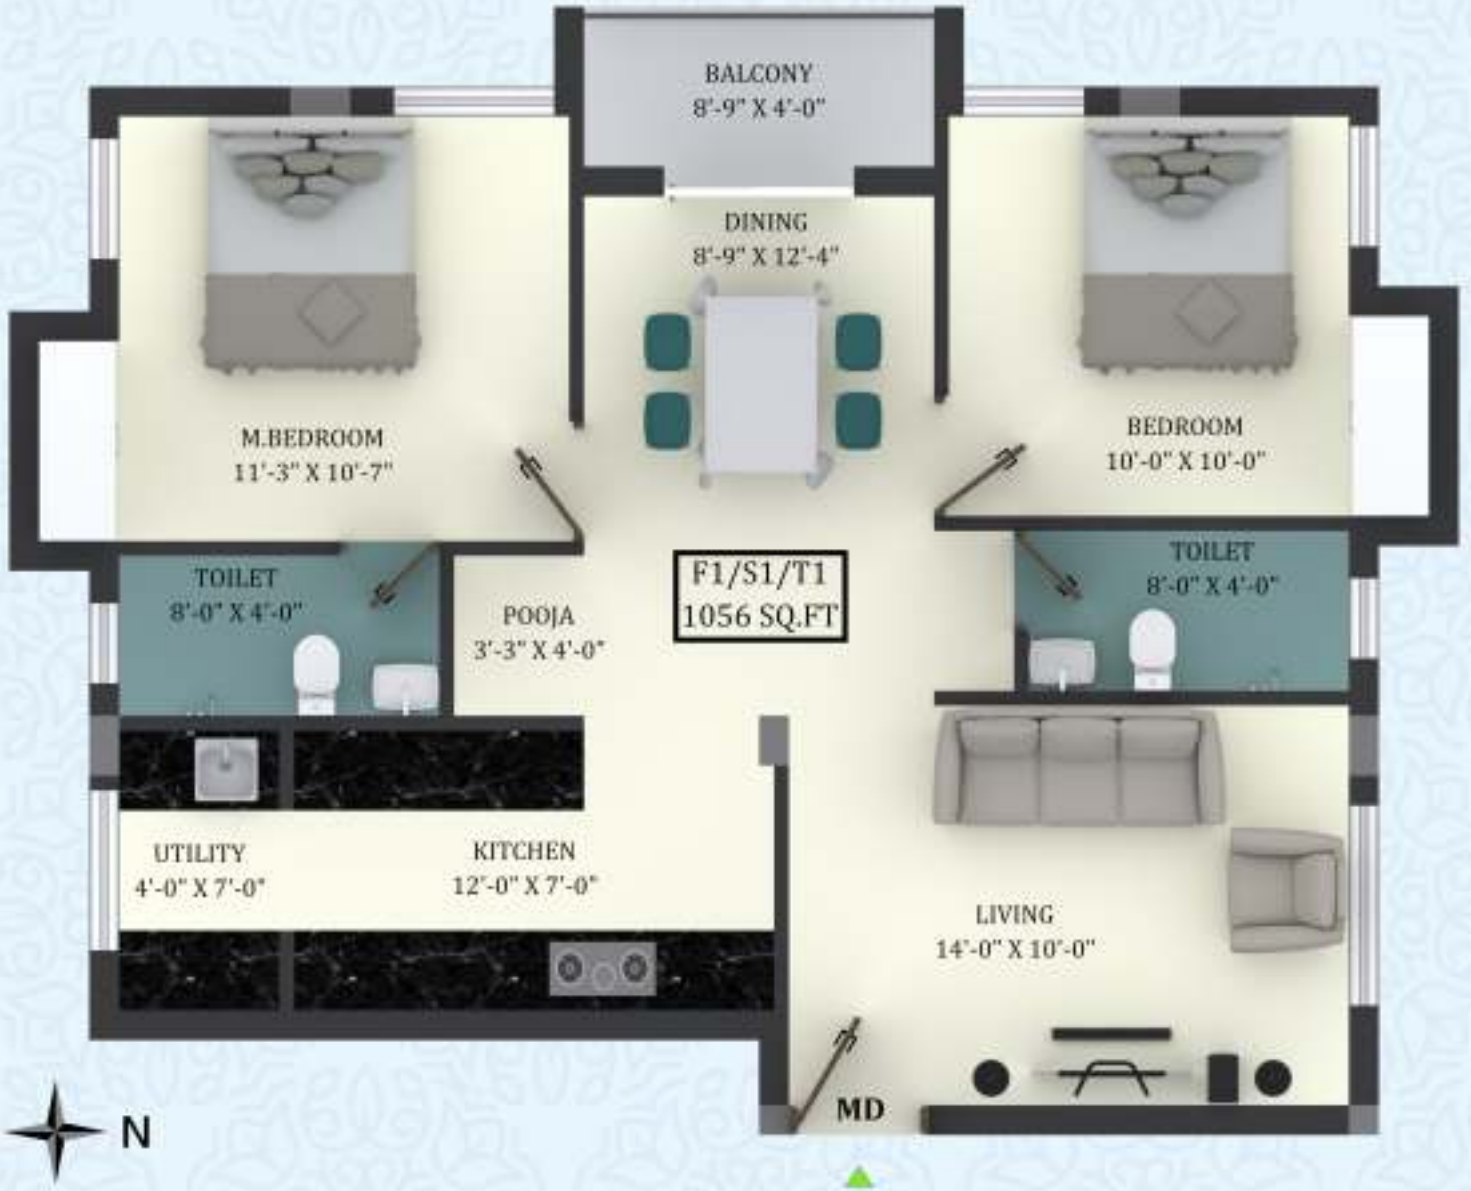 BALCONY
8'-9" X 4'-0"
DINING
8'-9" X 12'-4"
M.BEDROOM
11'-3" X 10'-7"
BEDROOM
10'-0" X 10'-0"
TOILET
8'-0" X 4'-0"
POOJA
3'-3" X 4'-0"
F1/S1/T1
1056 SQ.FT
TOILET
8'-0" X 4'-0"
UTILITY
4'-0" X 7'-0"
KITCHEN
12'-0" X 7'-0"
LIVING
14'-0" X 10'-0"
MD
N